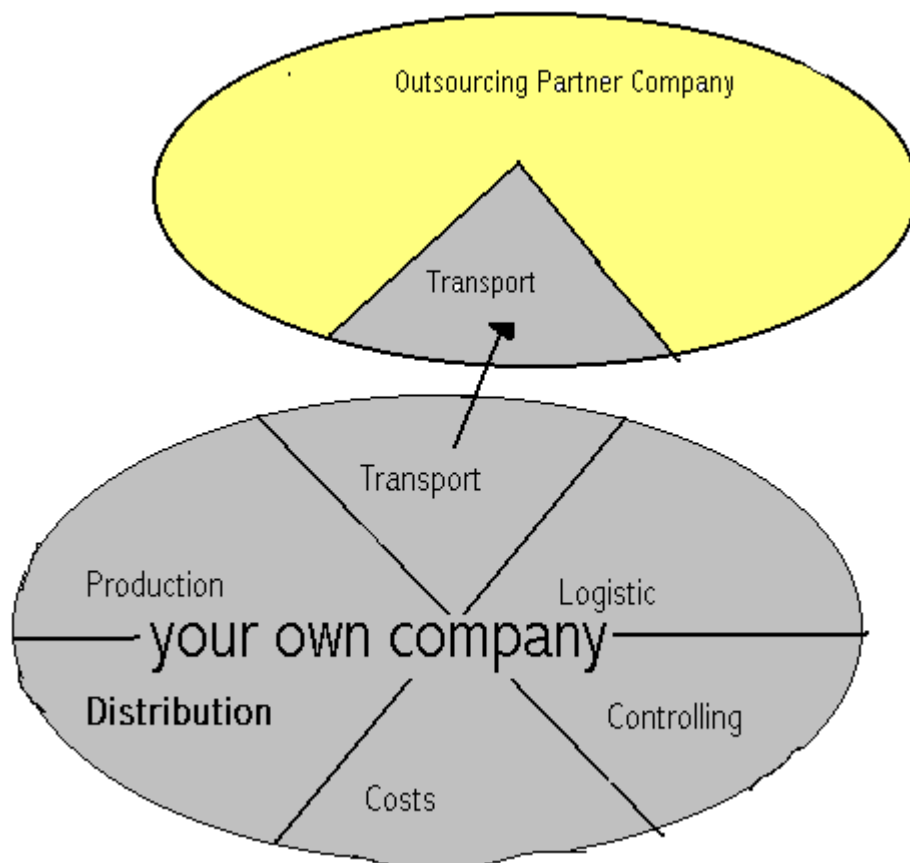 Outsourcing Partner Company
Transport
Transport
Production
Logistic
your own company
Distribution
Controlling
Costs